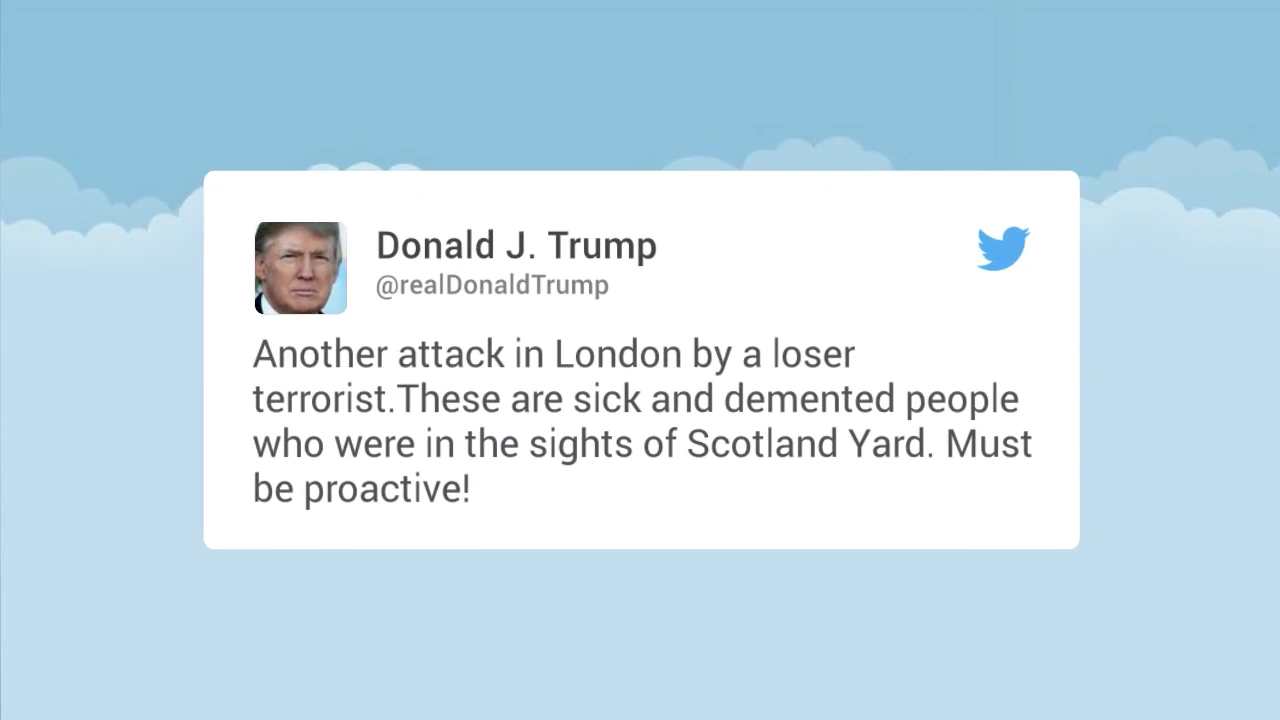 Donald J. Trump
@realDonaldTrump
Another attack in London by a loser
terrorist.These are sick and demented people
who were in the sights of Scotland Yard. Must
be proactive!